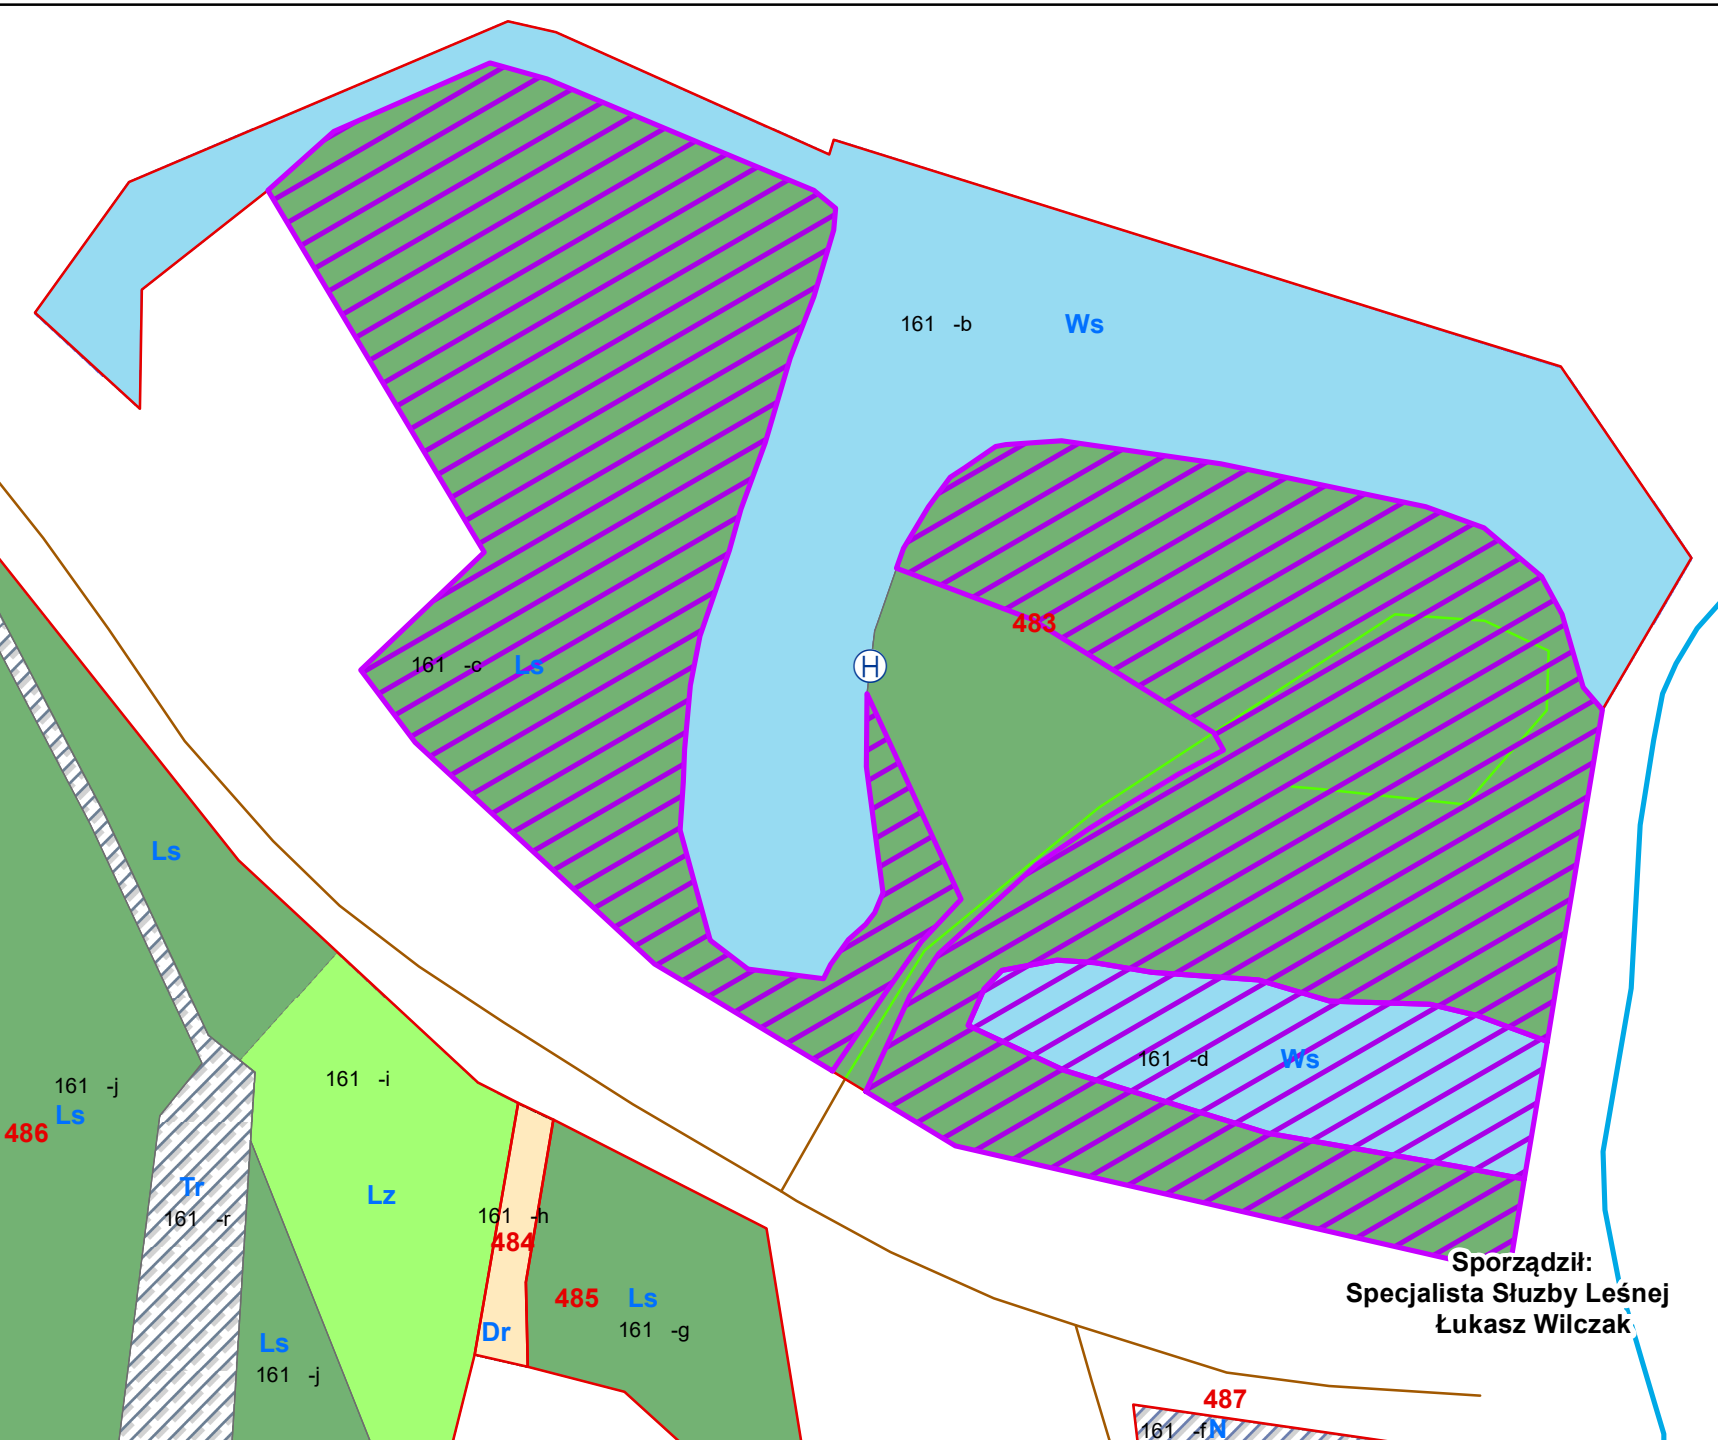 161 -b Ws
483
H
161 -c Ls
Ls
161 -d Ws
161 -i
161 -j
Ls
486
Tr
161 -r
Lz
161 -h
484
485 Ls
161 -g
Dr
Ls
161 -j
Sporządził:
Specjalista Słuzby Leśnej
Łukasz Wilczak
487
161 -f N